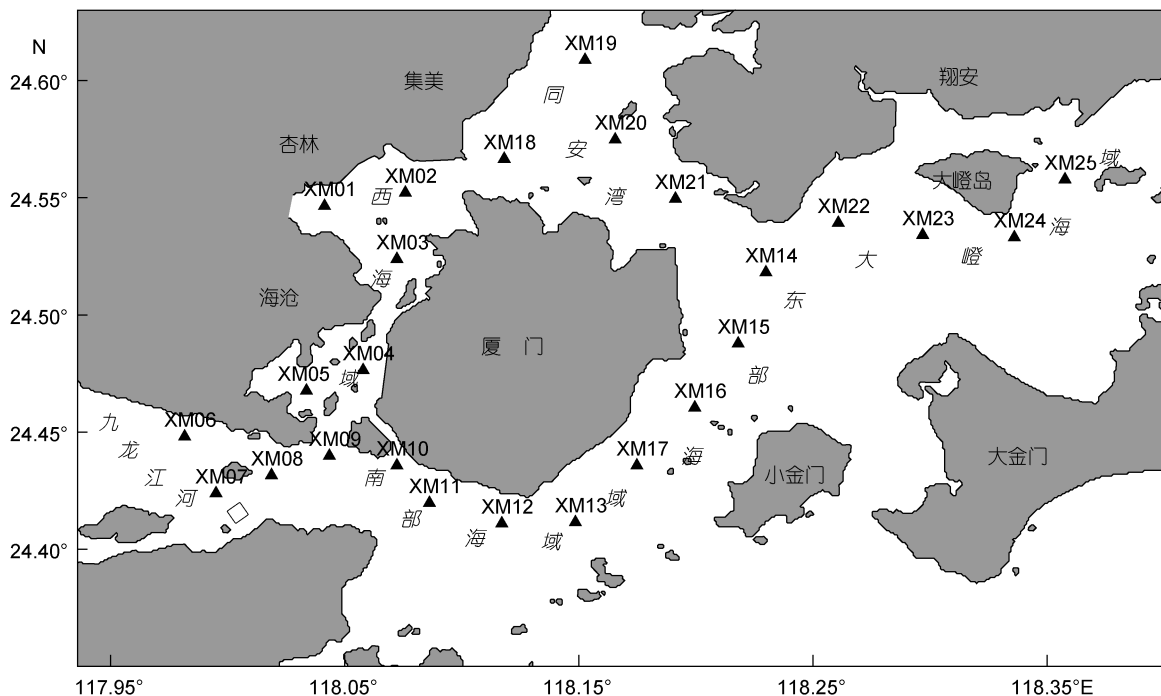 N
24.60°
24.55°
24.50°
24.45°
24.40°
117.95°
118.05°
118.15°
118.25°
118.35°E
XM19
集美
翔安
同
XM20
杏林
XM18
安
XM25
域
XM02
XM01
西
湾
XM21
大嶝岛
XM22
XM23
XM24
海
XM03
XM14
大
嶝
海
海沧
东
XM15
厦 门
XM04
域
XM05
部
XM16
九
XM06
龙
江
河
XM09
XM08
XM10
XM07
南
XM17
海
小金门
大金门
XM11
部
XM12
海
XM13
域
域